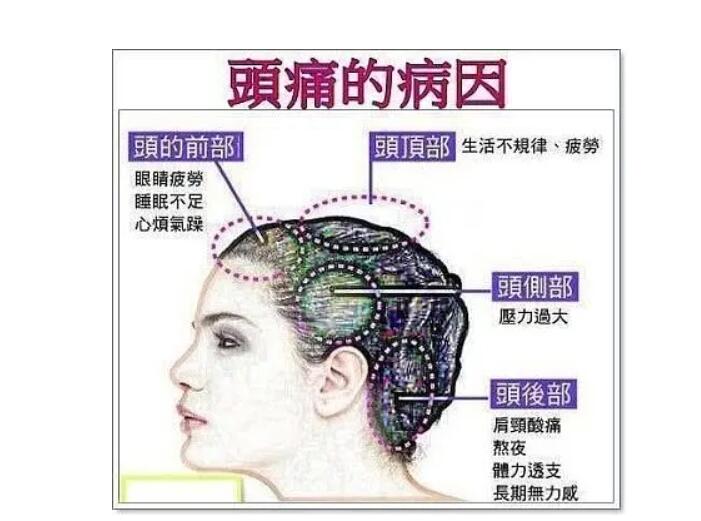 頭痛的病因
頭的前部
眼睛疲勞
睡眠不足
心煩氣躁
頭頂部 生活不規律、疲勞
頭側部
壓力過大
頭後部
肩頸酸痛
熬夜
體力透支
長期無力感